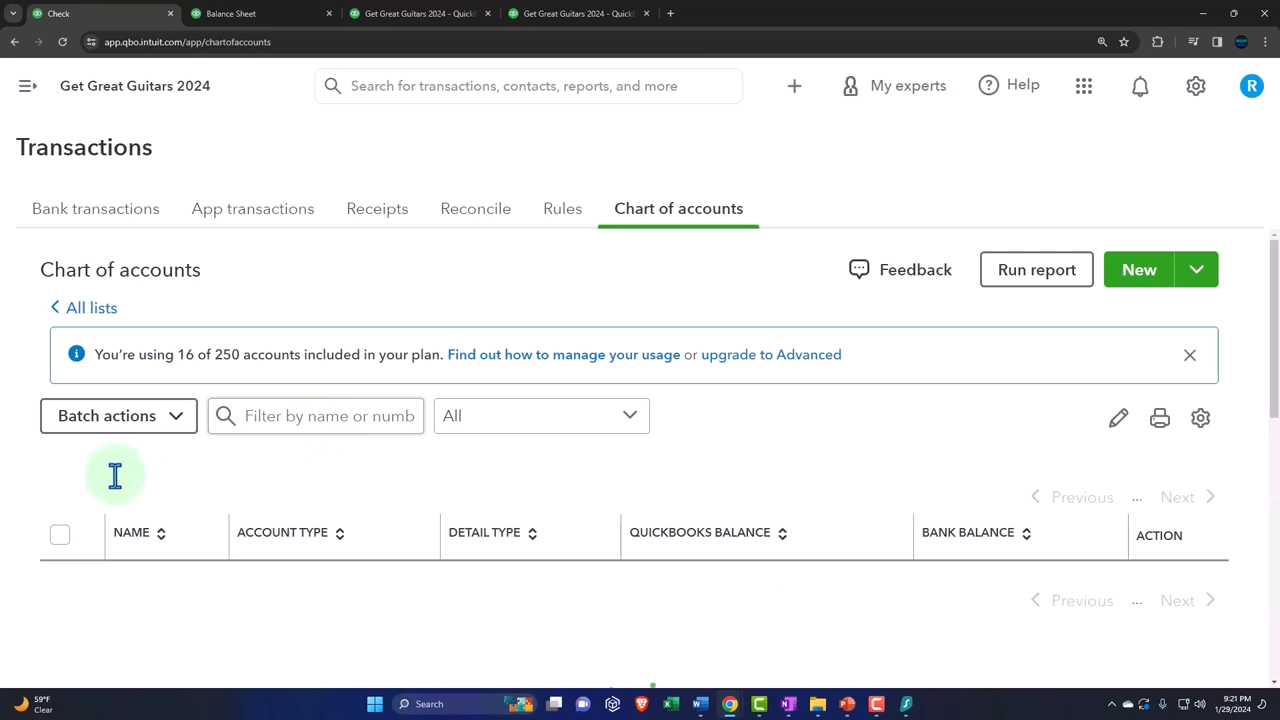 Check
Balance Sheet
Get Great Guitars 2024 - QuickB
Get Great Guitars 2024 - QuickB
app.qbo.intuit.com/app/chartofaccounts
Get Great Guitars 2024
Search for transactions, contacts, reports, and more
My experts
Help
R
Transactions
Bank transactions
App transactions
Receipts
Reconcile
Rules
Chart of accounts
Chart of accounts
Feedback
Run report
New
All lists
You're using 16 of 250 accounts included in your plan. Find out how to manage your usage or upgrade to Advanced
Batch actions
Filter by name or numb
All
Previous ... Next
NAME
ACCOUNT TYPE
DETAIL TYPE
QUICKBOOKS BALANCE
BANK BALANCE
ACTION
Previous ... Next
59°F
Clear
Search
9:21 PM
1/29/2024